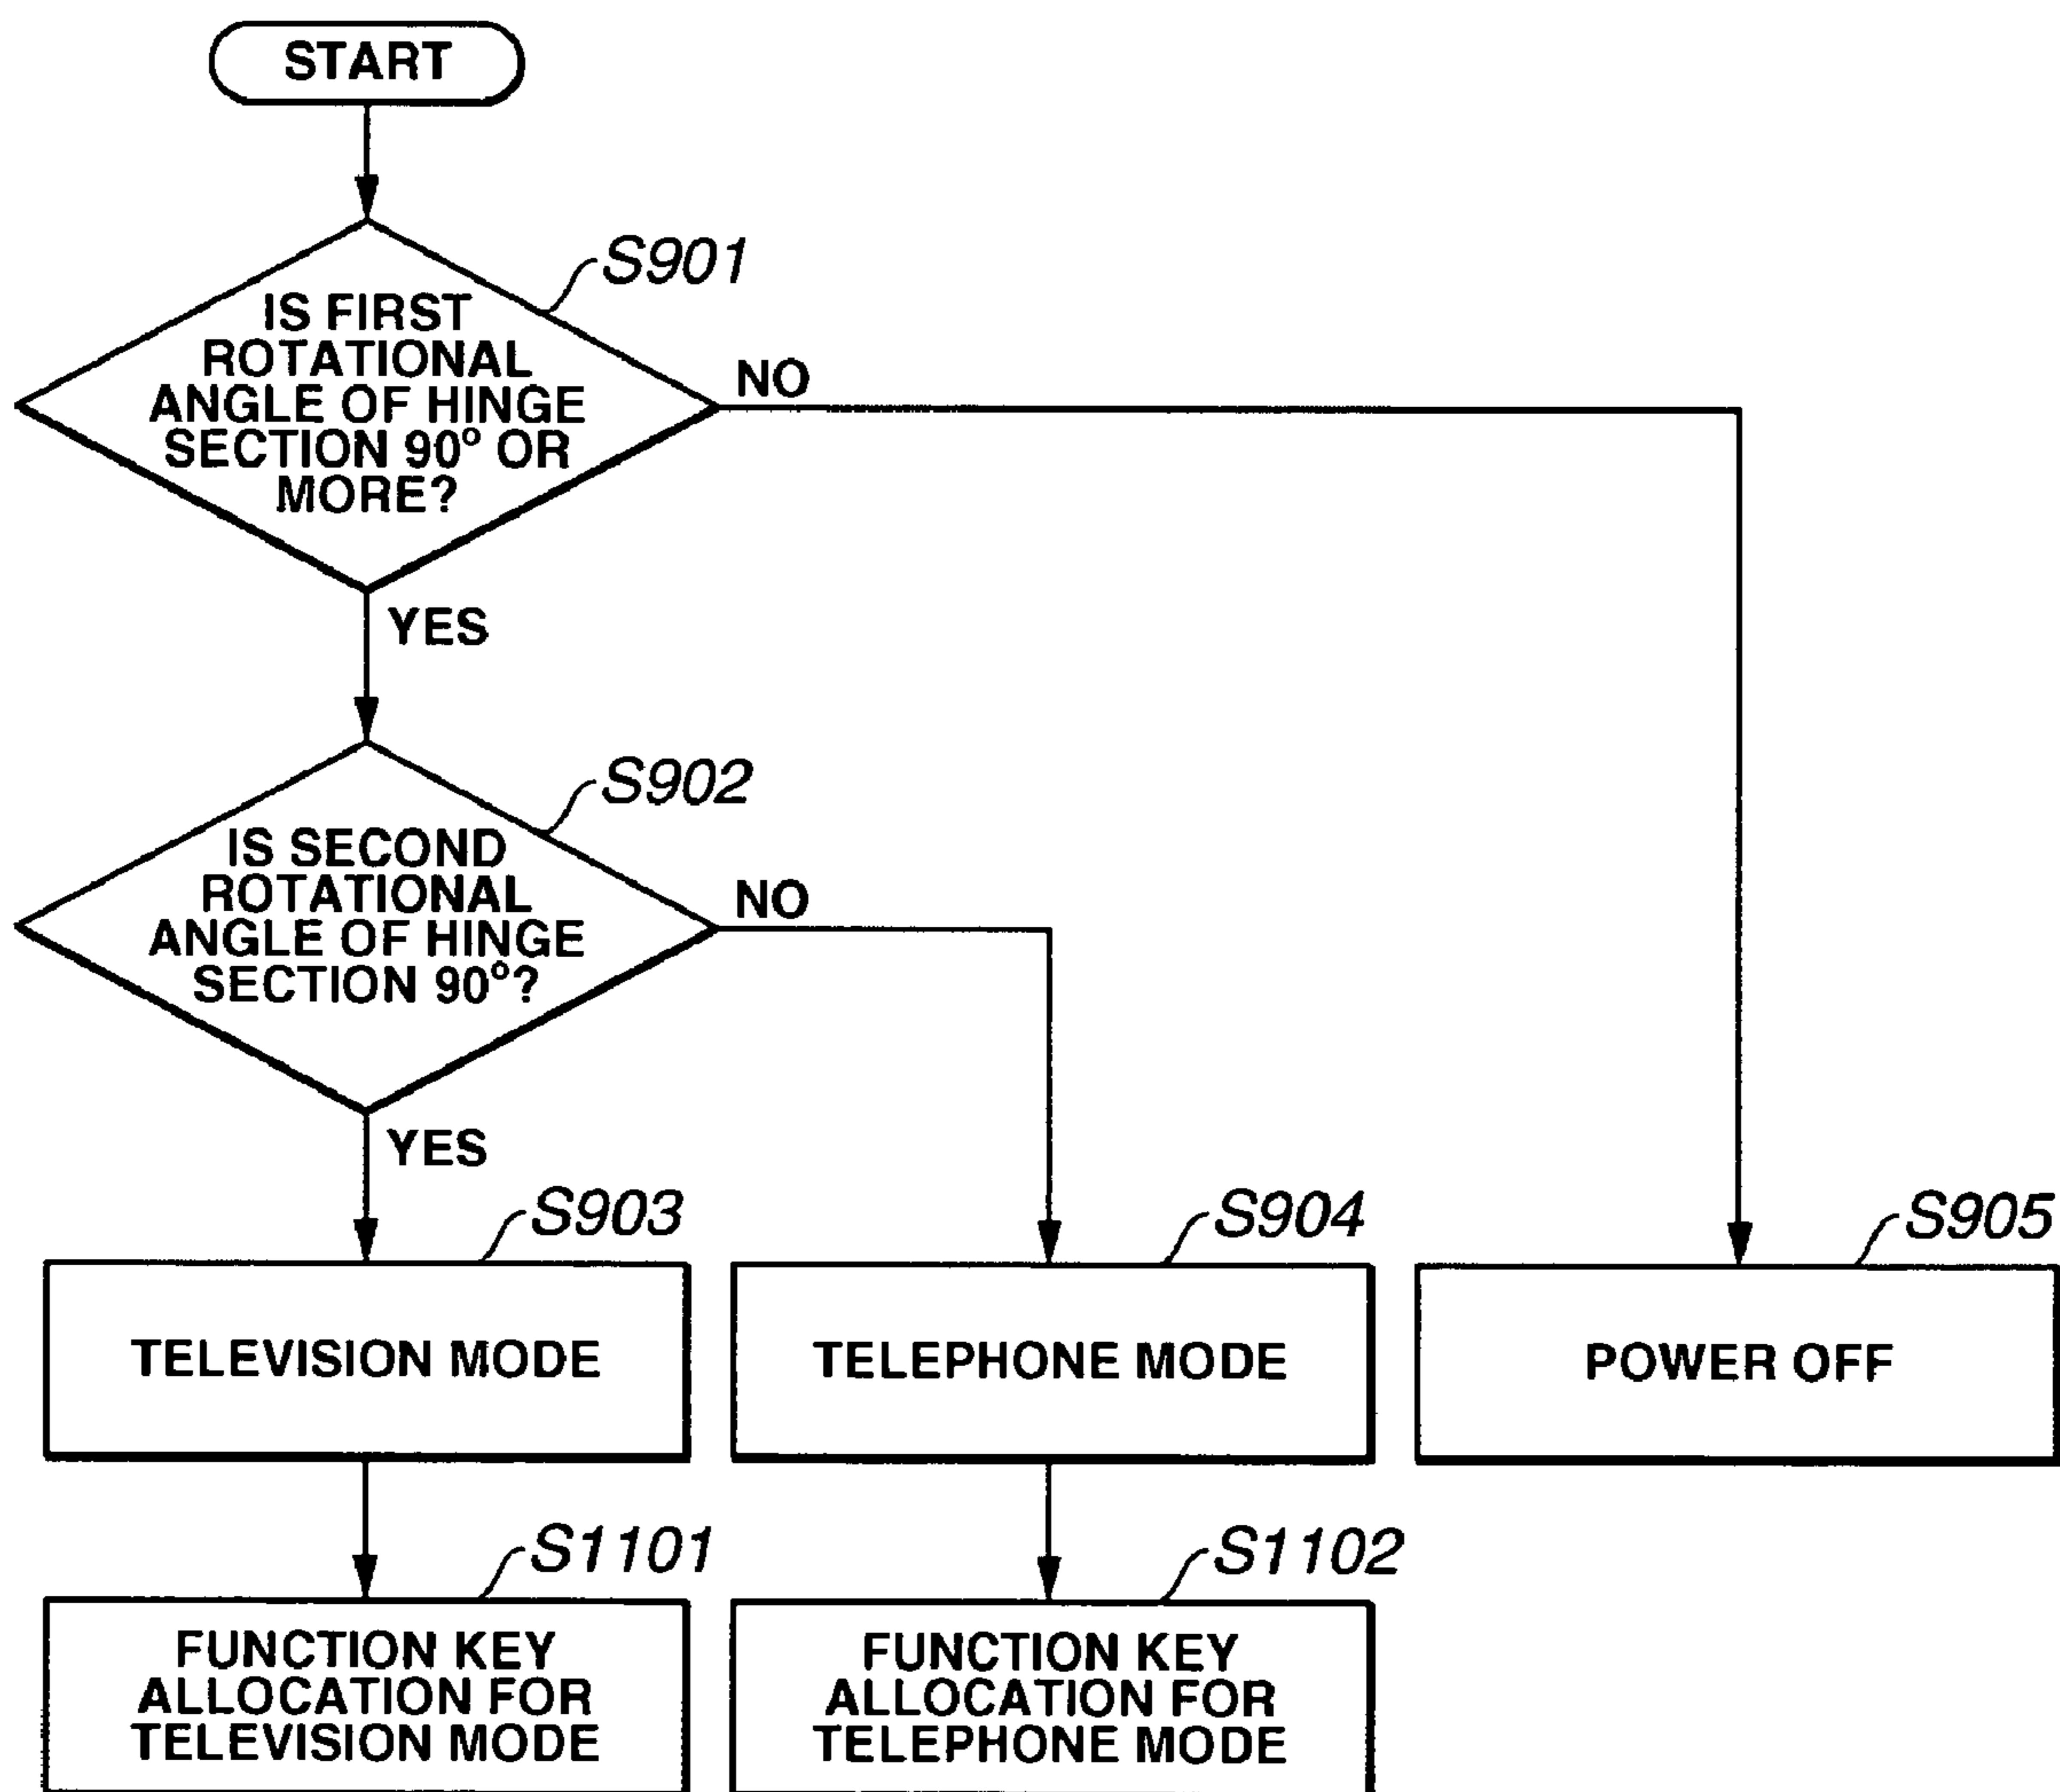 START
S901
IS FIRST
ROTATIONAL
ANGLE OF HINGE
SECTION 90° OR
MORE?
NO
YES
S902
IS SECOND
ROTATIONAL
ANGLE OF HINGE
SECTION 90°?
NO
YES
S903
S904
S905
TELEVISION MODE
TELEPHONE MODE
POWER OFF
S1101
S1102
FUNCTION KEY
ALLOCATION FOR
TELEVISION MODE
FUNCTION KEY
ALLOCATION FOR
TELEPHONE MODE